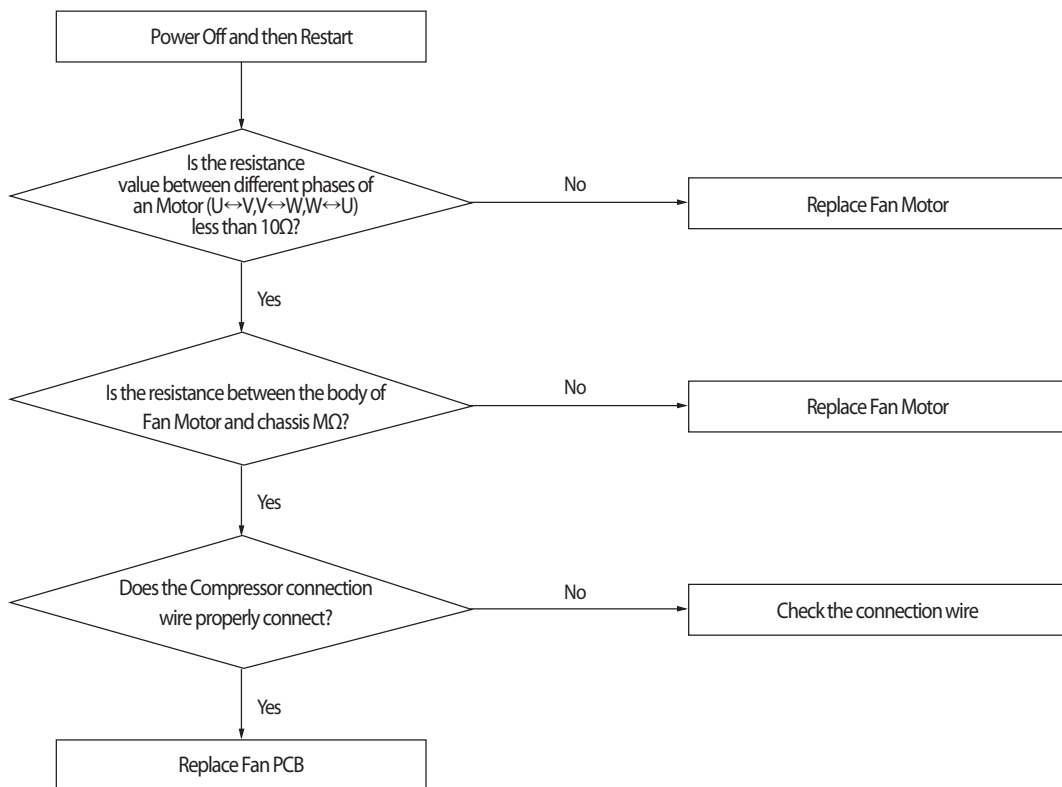 Power Off and then Restart
Is the resistance
value between different phases of
an Motor (U↔V,V↔W,W↔U)
less than 10Ω?
No
Replace Fan Motor
Yes
Is the resistance between the body of
Fan Motor and chassis MΩ?
No
Replace Fan Motor
Yes
Does the Compressor connection
wire properly connect?
No
Check the connection wire
Yes
Replace Fan PCB